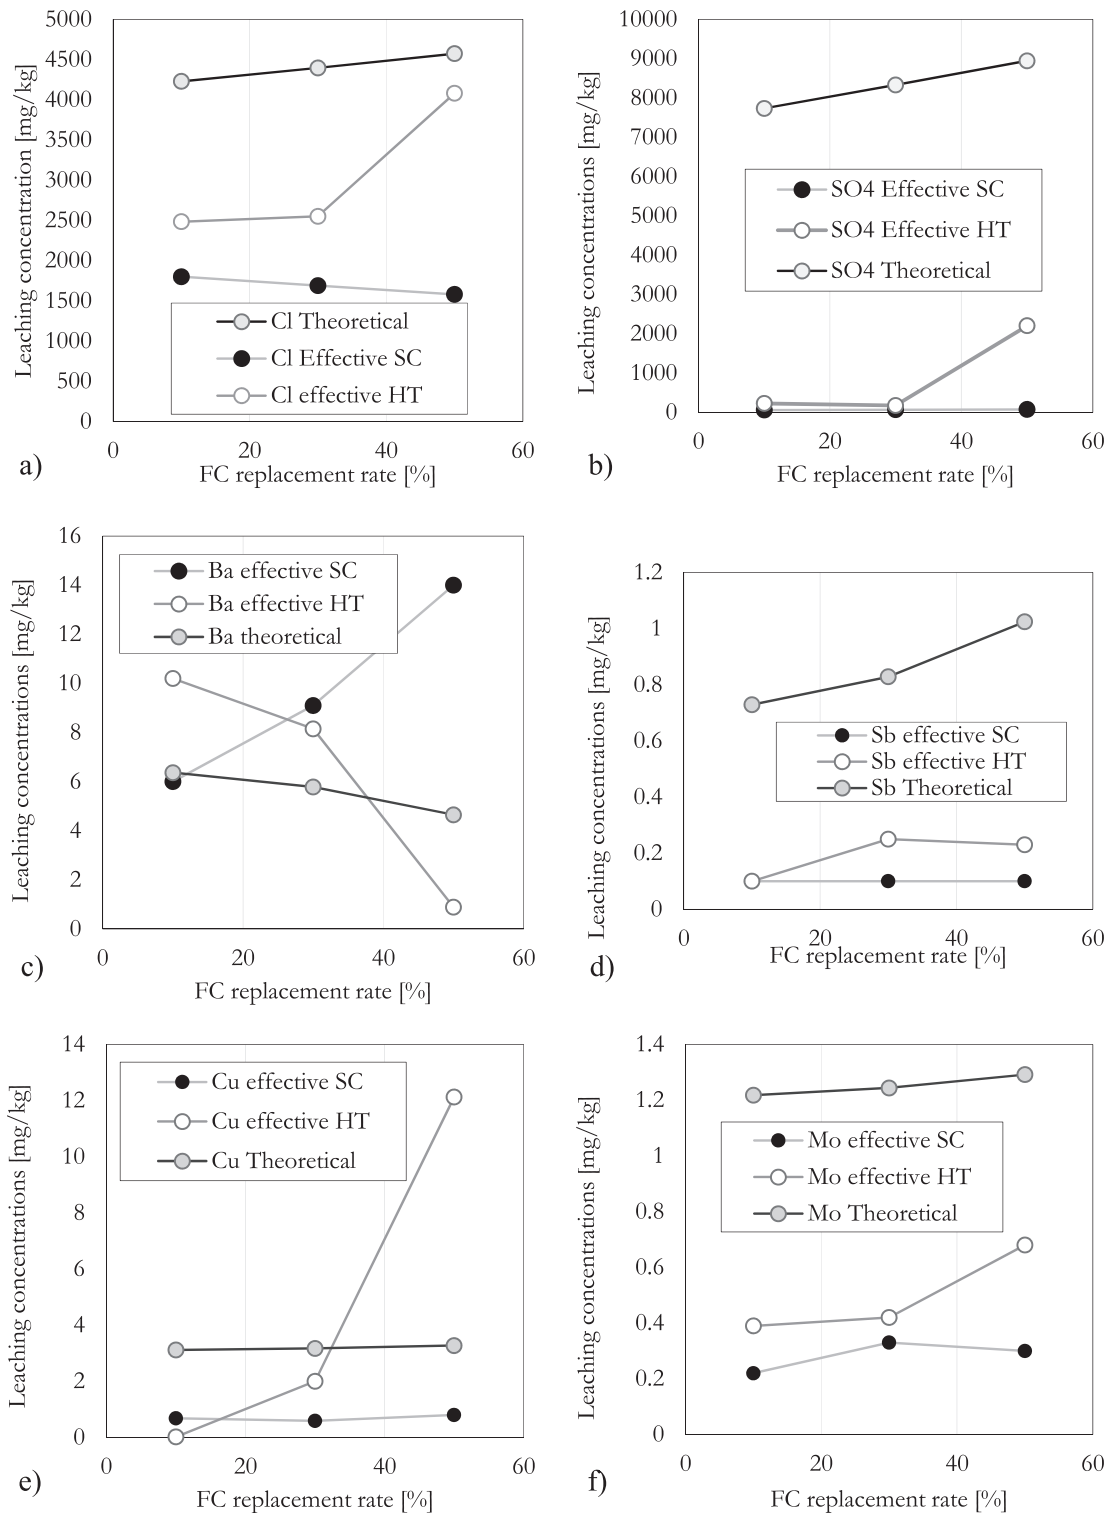 5000
4500
4000
3500
3000
2500
2000
1500
1000
500
0
Leaching concentration [mg/kg]
Cl Theoretical
Cl Effective SC
Cl effective HT
0
20
40
60
FC replacement rate [%]
a)
10000
9000
8000
7000
6000
5000
4000
3000
2000
1000
0
Leaching concentrations [mg/kg]
SO4 Effective SC
SO4 Effective HT
SO4 Theoretical
0
20
40
60
FC replacement rate [%]
b)
16
14
12
10
8
6
4
2
0
Leaching concentrations [mg/kg]
Ba effective SC
Ba effective HT
Ba theoretical
0
20
40
60
FC replacement rate [%]
c)
1.2
1
0.8
0.6
0.4
0.2
0
Leaching concentrations [mg/kg]
Sb effective SC
Sb effective HT
Sb Theoretical
0
20
40
60
FC replacement rate [%]
d)
14
12
10
8
6
4
2
0
Leaching concentrations [mg/kg]
Cu effective SC
Cu effective HT
Cu Theoretical
0
20
40
60
FC replacement rate [%]
e)
1.4
1.2
1
0.8
0.6
0.4
0.2
0
Leaching concentrations [mg/kg]
Mo effective SC
Mo effective HT
Mo Theoretical
0
20
40
60
FC replacement rate [%]
f)